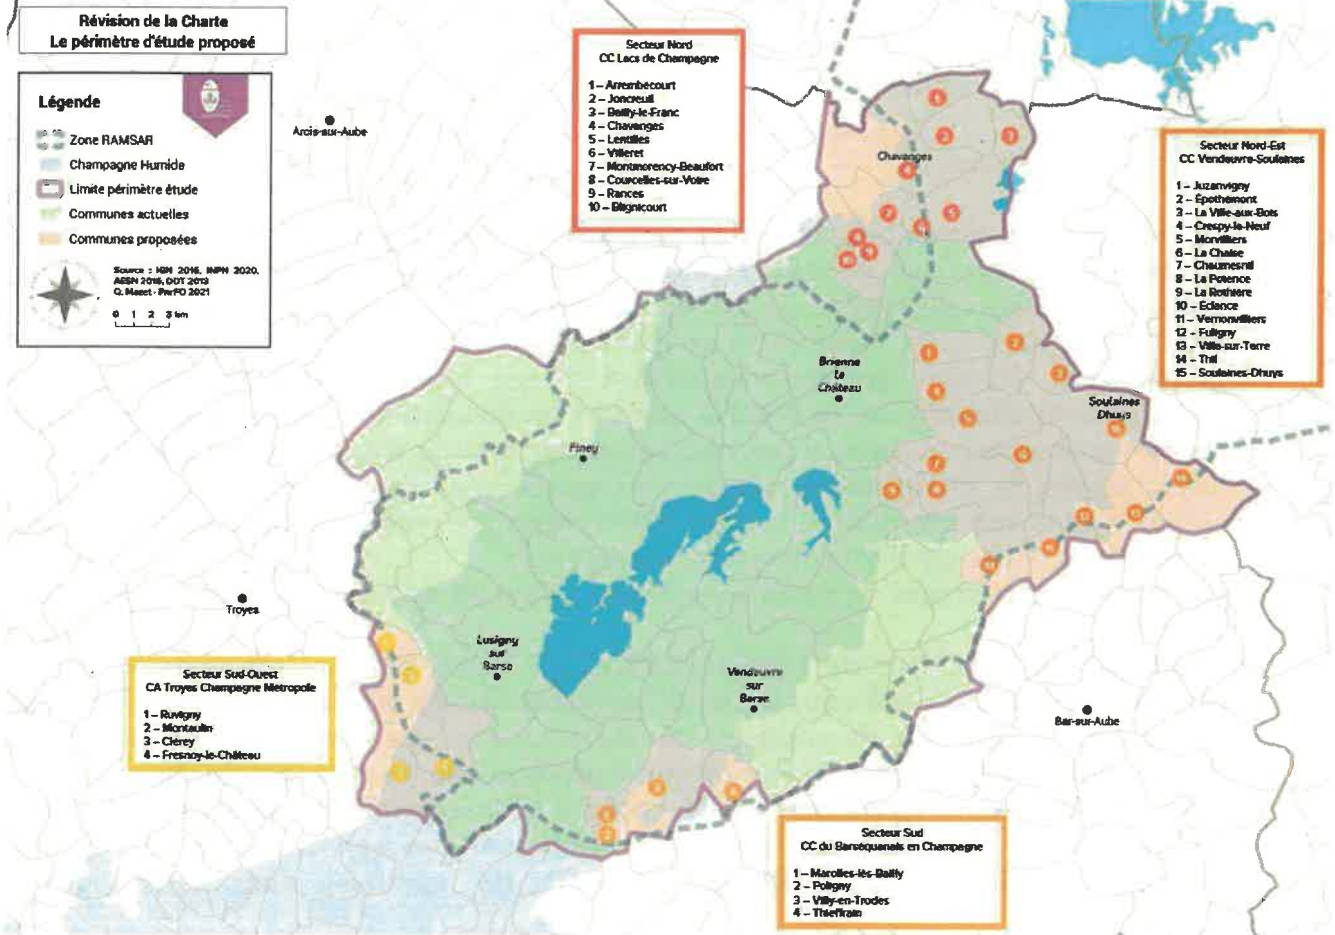 Révision de la Charte
Le périmètre d'étude proposé
Légende
Zone RAMSAR
Champagne Humide
Limite périmètre étude
Communes actuelles
Communes proposées
Source : IGN 2016, INPN 2020,
AESN 2016, DDT 2013
Q. Mazet - PnrFO 2021
0 1 2 3 km
Secteur Nord
CC Lacs de Champagne
1 – Arrembécourt
2 – Joncreuil
3 – Bailly-le-Franc
4 – Chavanges
5 – Lentilles
6 – Villeret
7 – Montmorency-Beaufort
8 – Courcelles-sur-Voire
9 – Rances
10 – Blignicourt
Secteur Nord-Est
CC Vendeuvre-Soulaines
1 – Juzanvigny
2 – Épothémont
3 – La Ville-aux-Bois
4 – Crespy-le-Neuf
5 – Morvilliers
6 – La Chaise
7 – Chaumesnil
8 – La Potence
9 – La Rothière
10 – Éclance
11 – Vernonvilliers
12 – Fuligny
13 – Ville-sur-Terre
14 – Thil
15 – Soulaines-Dhuys
Arcis-sur-Aube
Chavanges
Brienne
le
Château
Soulaines
Dhuys
Piney
Troyes
Lusigny
sur
Barse
Vendeuvre
sur
Barse
Bar-sur-Aube
Secteur Sud-Ouest
CA Troyes Champagne Métropole
1 – Ruvigny
2 – Montaulin
3 – Clérey
4 – Fresnoy-le-Château
Secteur Sud
CC du Barséquanais en Champagne
1 – Marolles-lès-Bailly
2 – Poligny
3 – Villy-en-Trodes
4 – Thieffrain